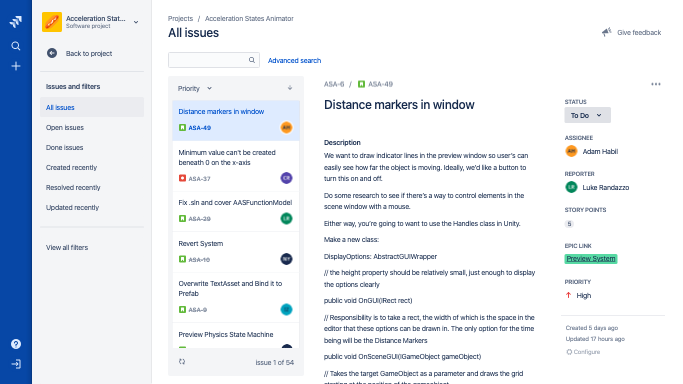 Acceleration Stat...
Software project
Back to project
Issues and filters
All issues
Open issues
Done issues
Created recently
Resolved recently
Updated recently
View all filters
Projects / Acceleration States Animator
All issues
Give feedback
Advanced search
Priority
Distance markers in window
ASA-49
Minimum value can't be created
beneath 0 on the x-axis
ASA-37
Fix .sln and cover AASFunctionModel
ASA-29
Revert System
ASA-10
Overwrite TextAsset and Bind it to
Prefab
ASA-9
Preview Physics State Machine
issue 1 of 54
ASA-6 / ASA-49
Distance markers in window
Description
We want to draw indicator lines in the preview window so user's can
easily see how far the object is moving. Ideally, we'd like a button to
turn this on and off.
Do some research to see if there's a way to control elements in the
scene window with a mouse.
Either way, you're going to want to use the Handles class in Unity.
Make a new class:
DisplayOptions: AbstractGUIWrapper
// the height property should be relatively small, just enough to display
the options clearly
public void OnGUI(IRect rect)
// Responsibility is to take a rect, the width of which is the space in the
editor that these options can be drawn in. The only option for the time
being will be the Distance Markers
public void OnSceneGUI(IGameObject gameObject)
// Takes the target GameObject as a parameter and draws the grid
starting at the position of the gameobject
STATUS
To Do
ASSIGNEE
Adam Habil
REPORTER
Luke Randazzo
STORY POINTS
5
EPIC LINK
Preview System
PRIORITY
High
Created 5 days ago
Updated 17 hours ago
Configure